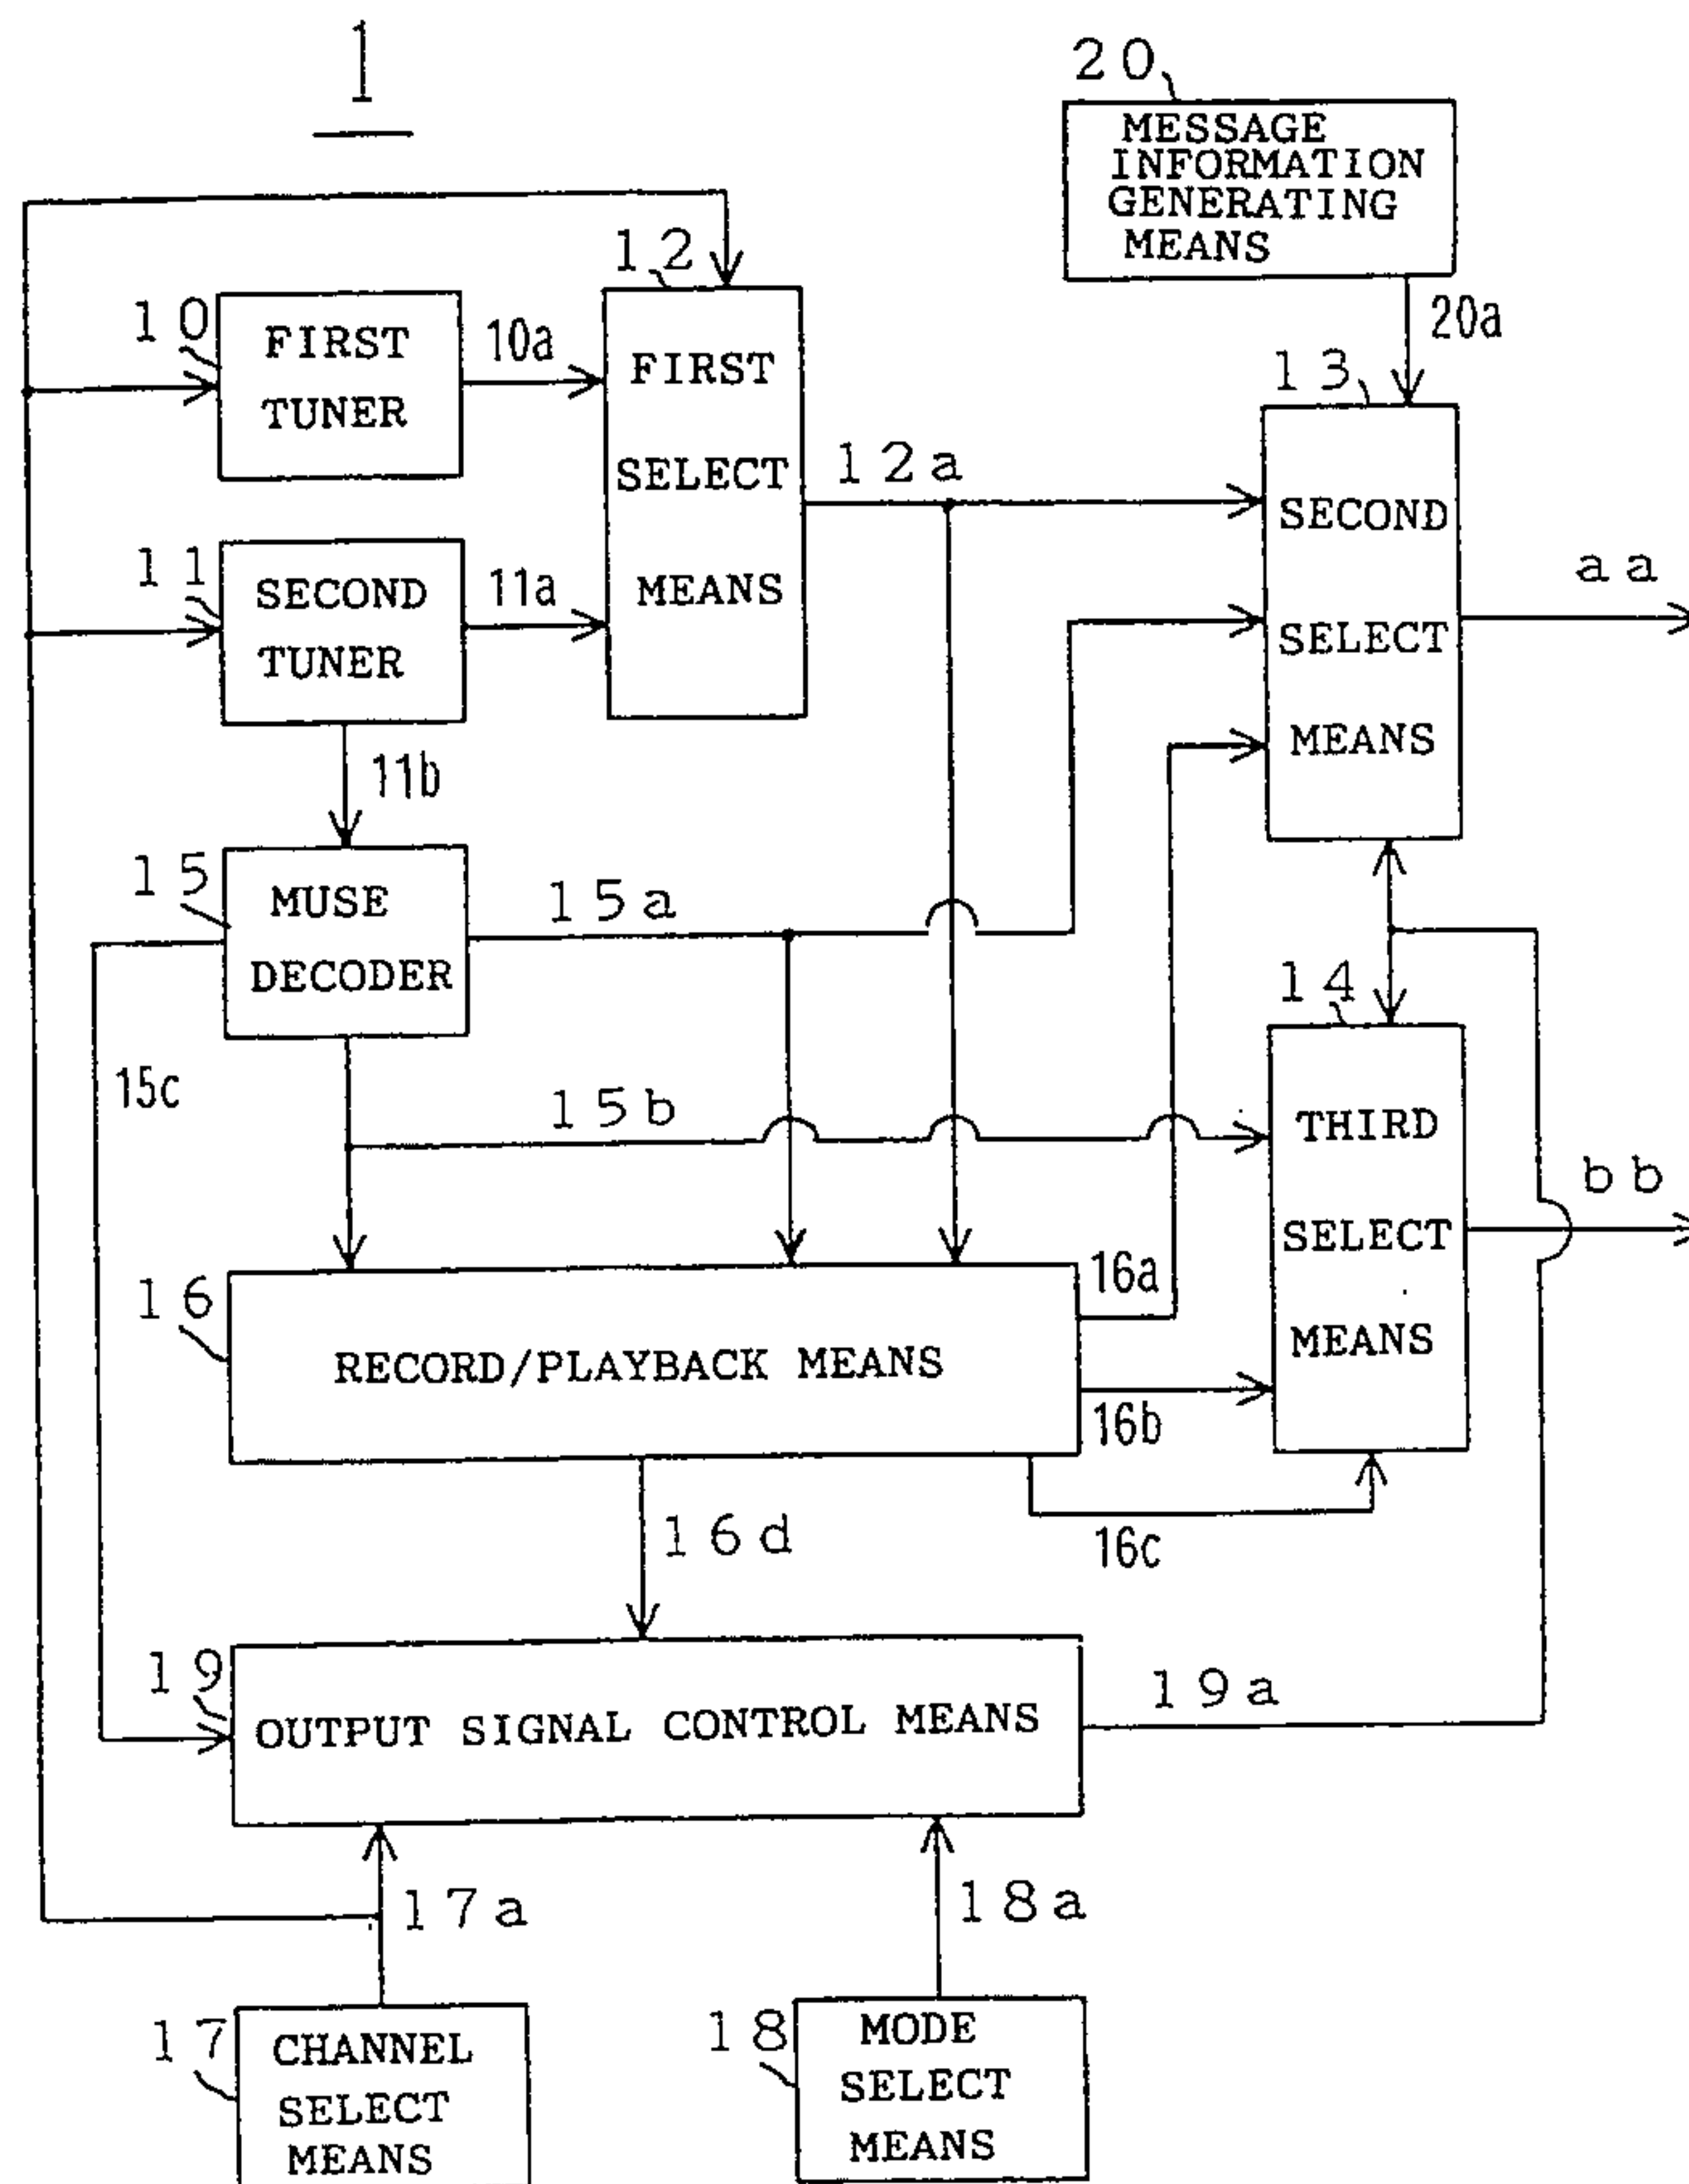 1
20
MESSAGE
INFORMATION
GENERATING
MEANS
20a
12
10
FIRST
TUNER
10a
FIRST
SELECT
MEANS
12a
13
SECOND
SELECT
MEANS
aa
11
SECOND
TUNER
11a
11b
15
MUSE
DECODER
15a
15c
15b
14
THIRD
SELECT
MEANS
bb
16
RECORD/PLAYBACK MEANS
16a
16b
16c
16d
19
OUTPUT SIGNAL CONTROL MEANS
19a
17a
18a
17
CHANNEL
SELECT
MEANS
18
MODE
SELECT
MEANS